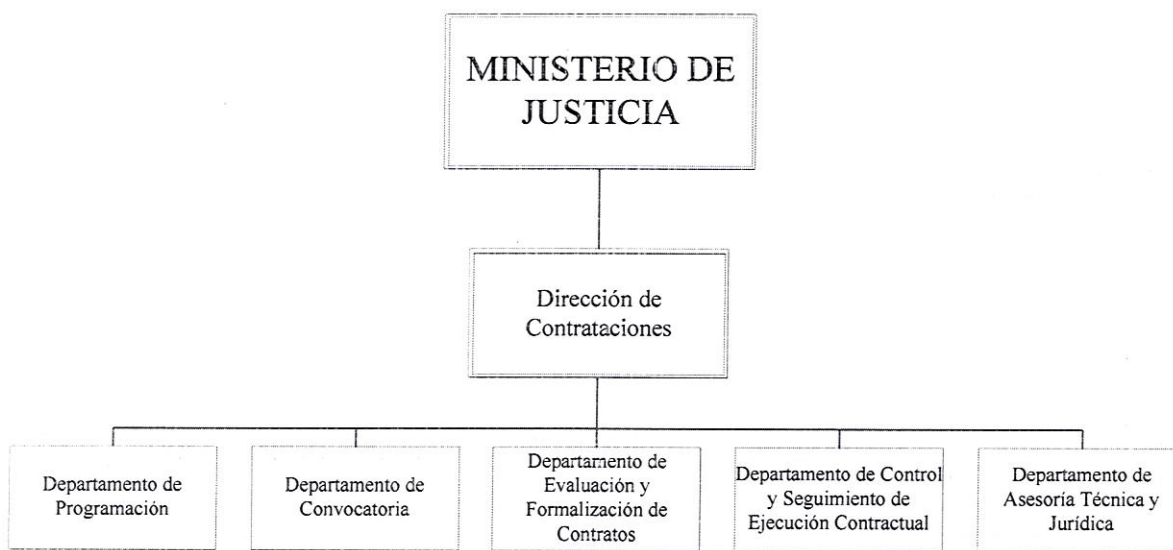 MINISTERIO DE
JUSTICIA
Dirección de
Contrataciones
Departamento de
Programación
Departamento de
Convocatoria
Departamento de
Evaluación y
Formalización de
Contratos
Departamento de Control
y Seguimiento de
Ejecución Contractual
Departamento de
Asesoría Técnica y
Jurídica